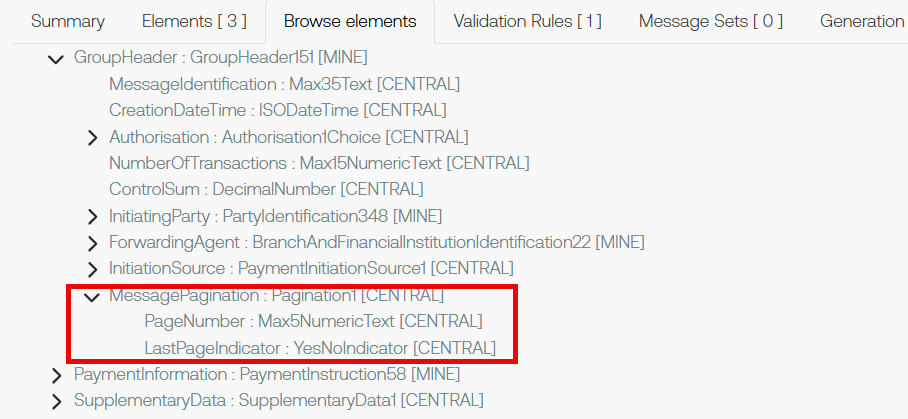 Summary Elements [ 3 ] Browse elements Validation Rules [ 1 ] Message Sets [ 0 ] Generation
GroupHeader : GroupHeader151 [MINE]
MessageIdentification : Max35Text [CENTRAL]
CreationDateTime : ISODateTime [CENTRAL]
Authorisation : Authorisation1Choice [CENTRAL]
NumberOfTransactions : Max15NumericText [CENTRAL]
ControlSum : DecimalNumber [CENTRAL]
InitiatingParty : PartyIdentification348 [MINE]
ForwardingAgent : BranchAndFinancialInstitutionIdentification22 [MINE]
InitiationSource : PaymentInitiationSource1 [CENTRAL]
MessagePagination : Pagination1 [CENTRAL]
PageNumber : Max5NumericText [CENTRAL]
LastPageIndicator : YesNoIndicator [CENTRAL]
PaymentInformation : PaymentInstruction58 [MINE]
SupplementaryData : SupplementaryData1 [CENTRAL]